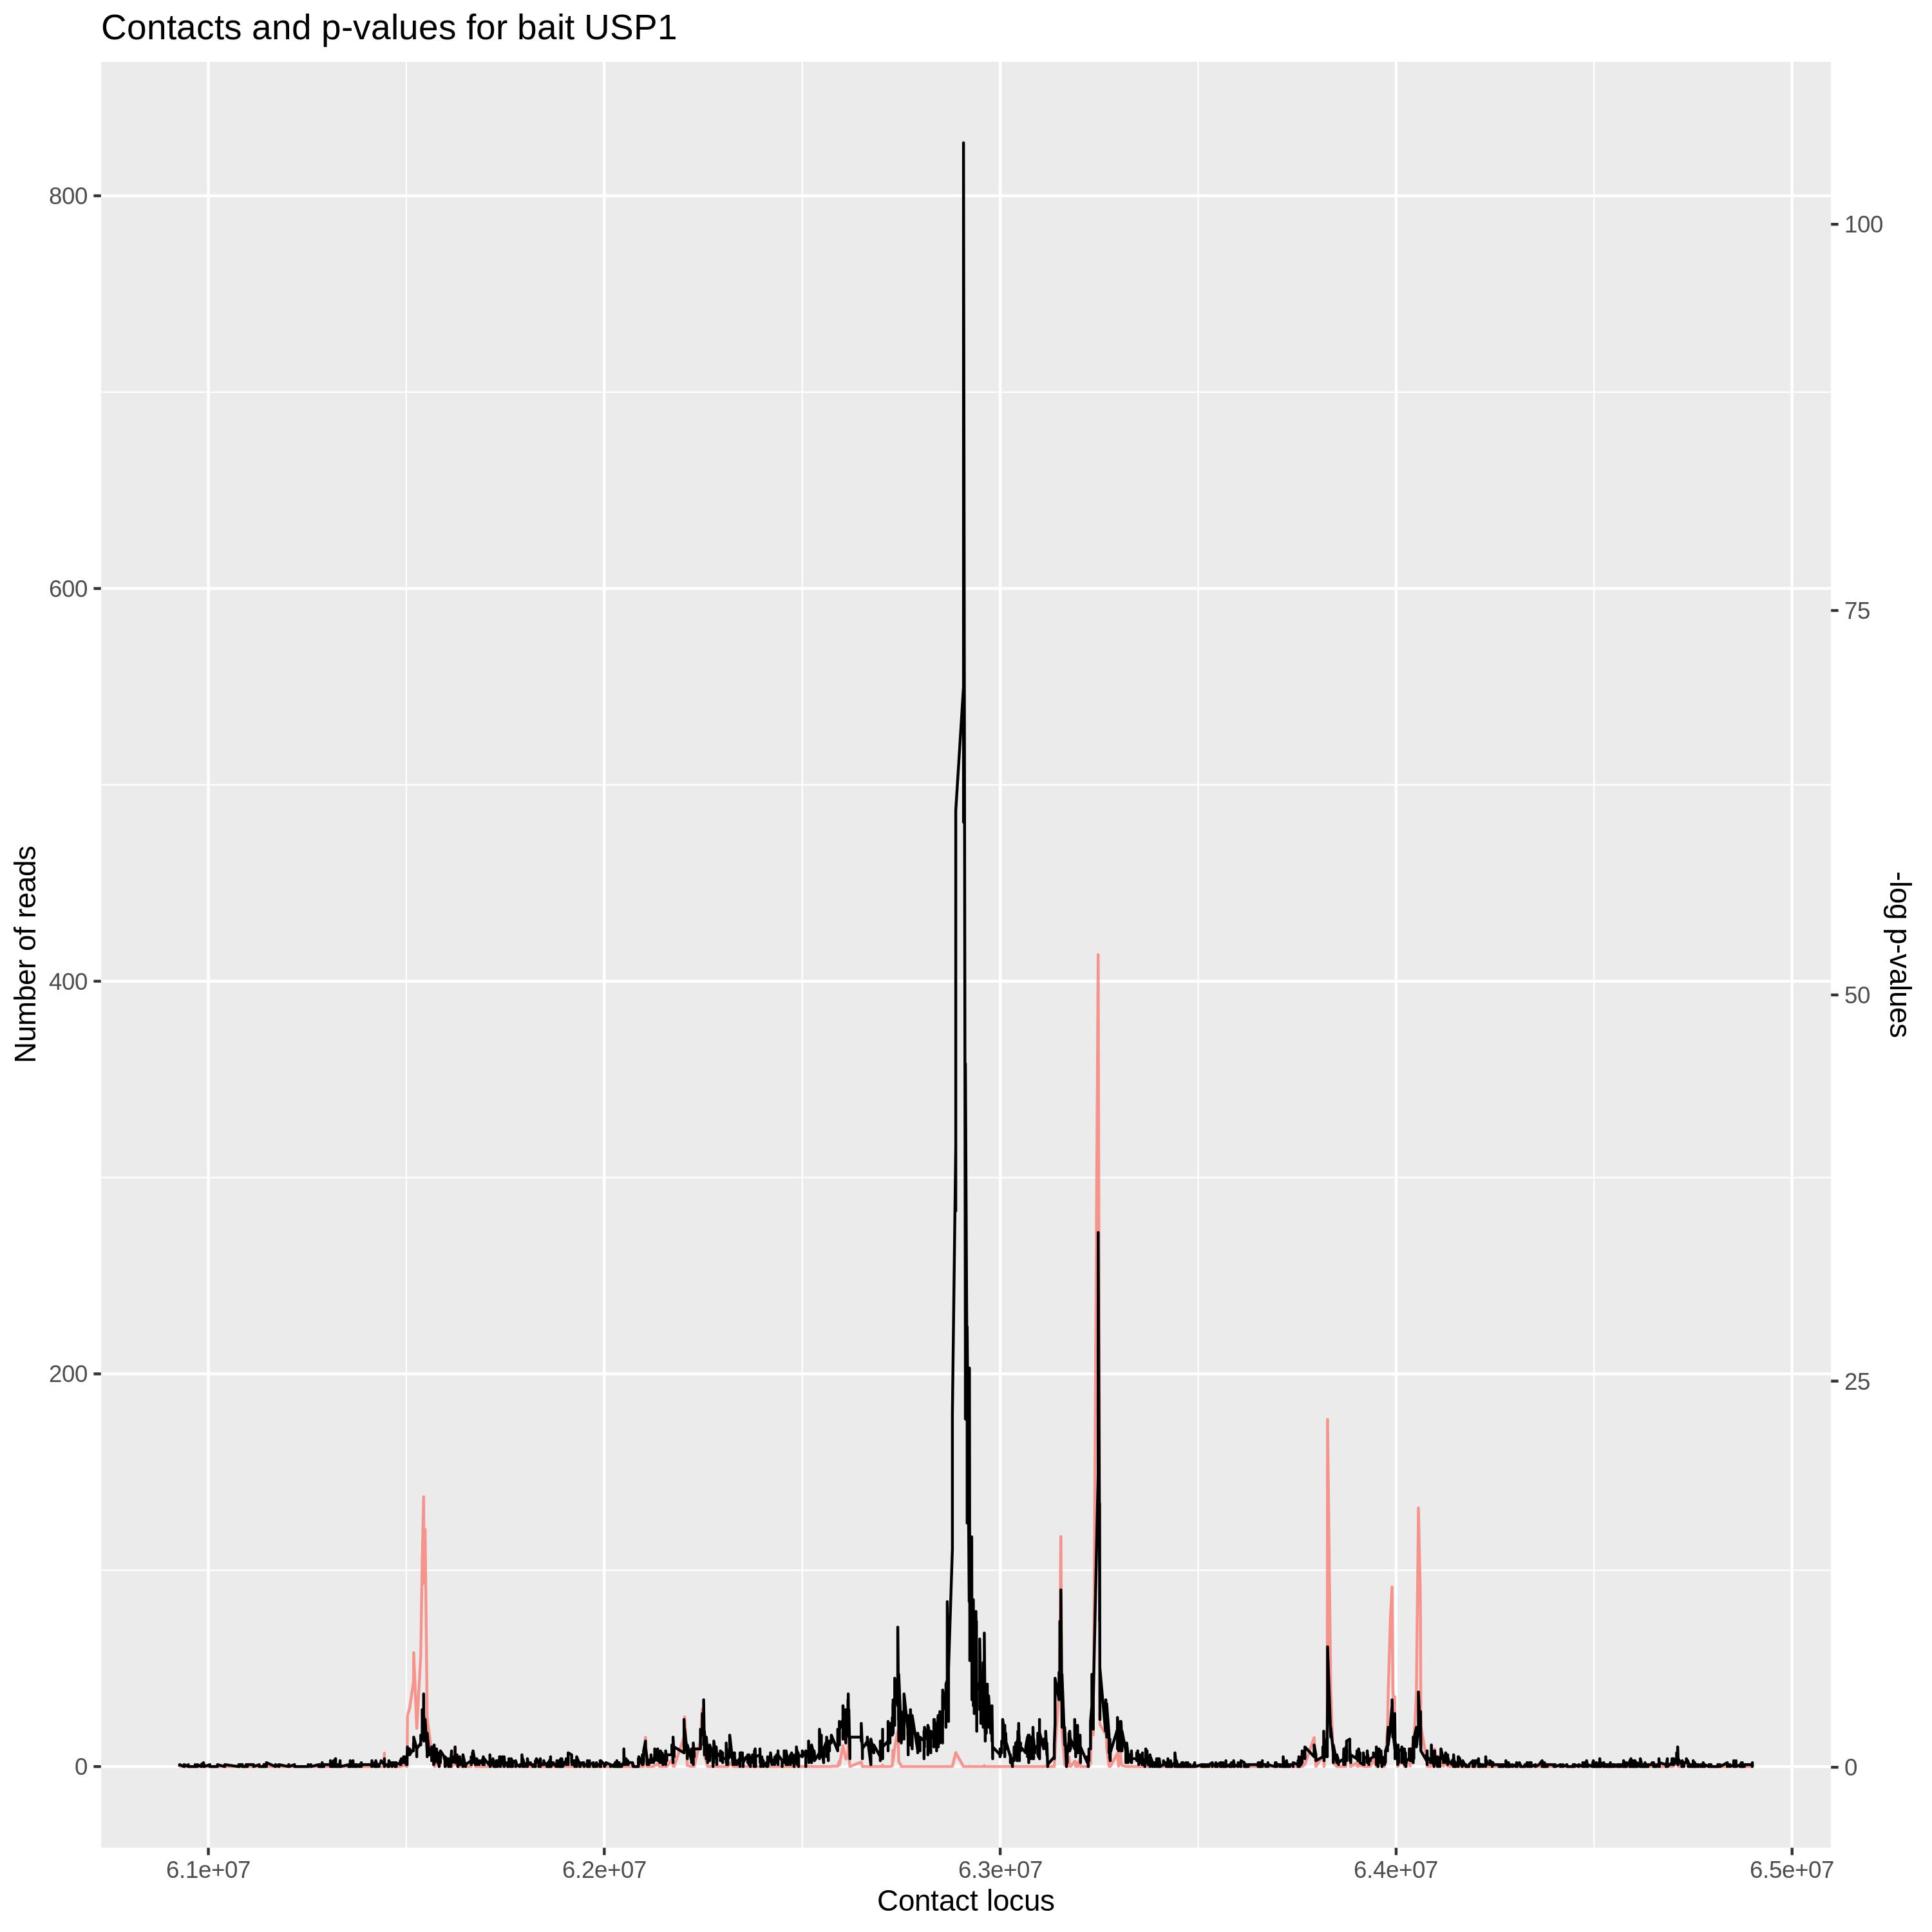 Contacts and p-values for bait USP1
800
600
400
200
0
Number of reads
100
75
50
25
0
-log p-values
6.1e+07
6.2e+07
6.3e+07
6.4e+07
6.5e+07
Contact locus